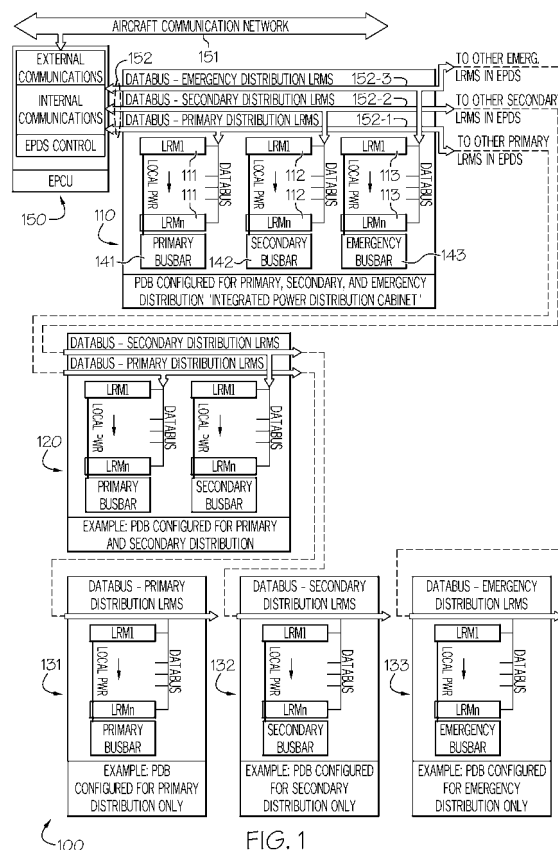 AIRCRAFT COMMUNICATION NETWORK
151
EXTERNAL
COMMUNICATIONS
INTERNAL
COMMUNICATIONS
EPDS CONTROL
EPCU
150
152
DATABUS - EMERGENCY DISTRIBUTION LRMS
152-3
DATABUS - SECONDARY DISTRIBUTION LRMS
152-2
DATABUS - PRIMARY DISTRIBUTION LRMS
152-1
TO OTHER EMERG.
LRMS IN EPDS
TO OTHER SECONDARY
LRMS IN EPDS
TO OTHER PRIMARY
LRMS IN EPDS
LRM1
111
LOCAL PWR
DATABUS
111
LRMn
PRIMARY
BUSBAR
141
LRM1
112
LOCAL PWR
DATABUS
112
LRMn
SECONDARY
BUSBAR
142
LRM1
113
LOCAL PWR
DATABUS
113
LRMn
EMERGENCY
BUSBAR
143
110
PDB CONFIGURED FOR PRIMARY, SECONDARY, AND EMERGENCY
DISTRIBUTION 'INTEGRATED POWER DISTRIBUTION CABINET'
DATABUS - SECONDARY DISTRIBUTION LRMS
DATABUS - PRIMARY DISTRIBUTION LRMS
LRM1
LOCAL PWR
DATABUS
LRMn
PRIMARY
BUSBAR
LRM1
LOCAL PWR
DATABUS
LRMn
SECONDARY
BUSBAR
120
EXAMPLE: PDB CONFIGURED FOR PRIMARY
AND SECONDARY DISTRIBUTION
DATABUS - PRIMARY
DISTRIBUTION LRMS
LRM1
LOCAL PWR
DATABUS
LRMn
PRIMARY
BUSBAR
131
EXAMPLE: PDB
CONFIGURED FOR PRIMARY
DISTRIBUTION ONLY
DATABUS - SECONDARY
DISTRIBUTION LRMS
LRM1
LOCAL PWR
DATABUS
LRMn
SECONDARY
BUSBAR
132
EXAMPLE: PDB CONFIGURED
FOR SECONDARY
DISTRIBUTION ONLY
DATABUS - EMERGENCY
DISTRIBUTION LRMS
LRM1
LOCAL PWR
DATABUS
LRMn
EMERGENCY
BUSBAR
133
EXAMPLE: PDB CONFIGURED
FOR EMERGENCY
DISTRIBUTION ONLY
100
FIG. 1